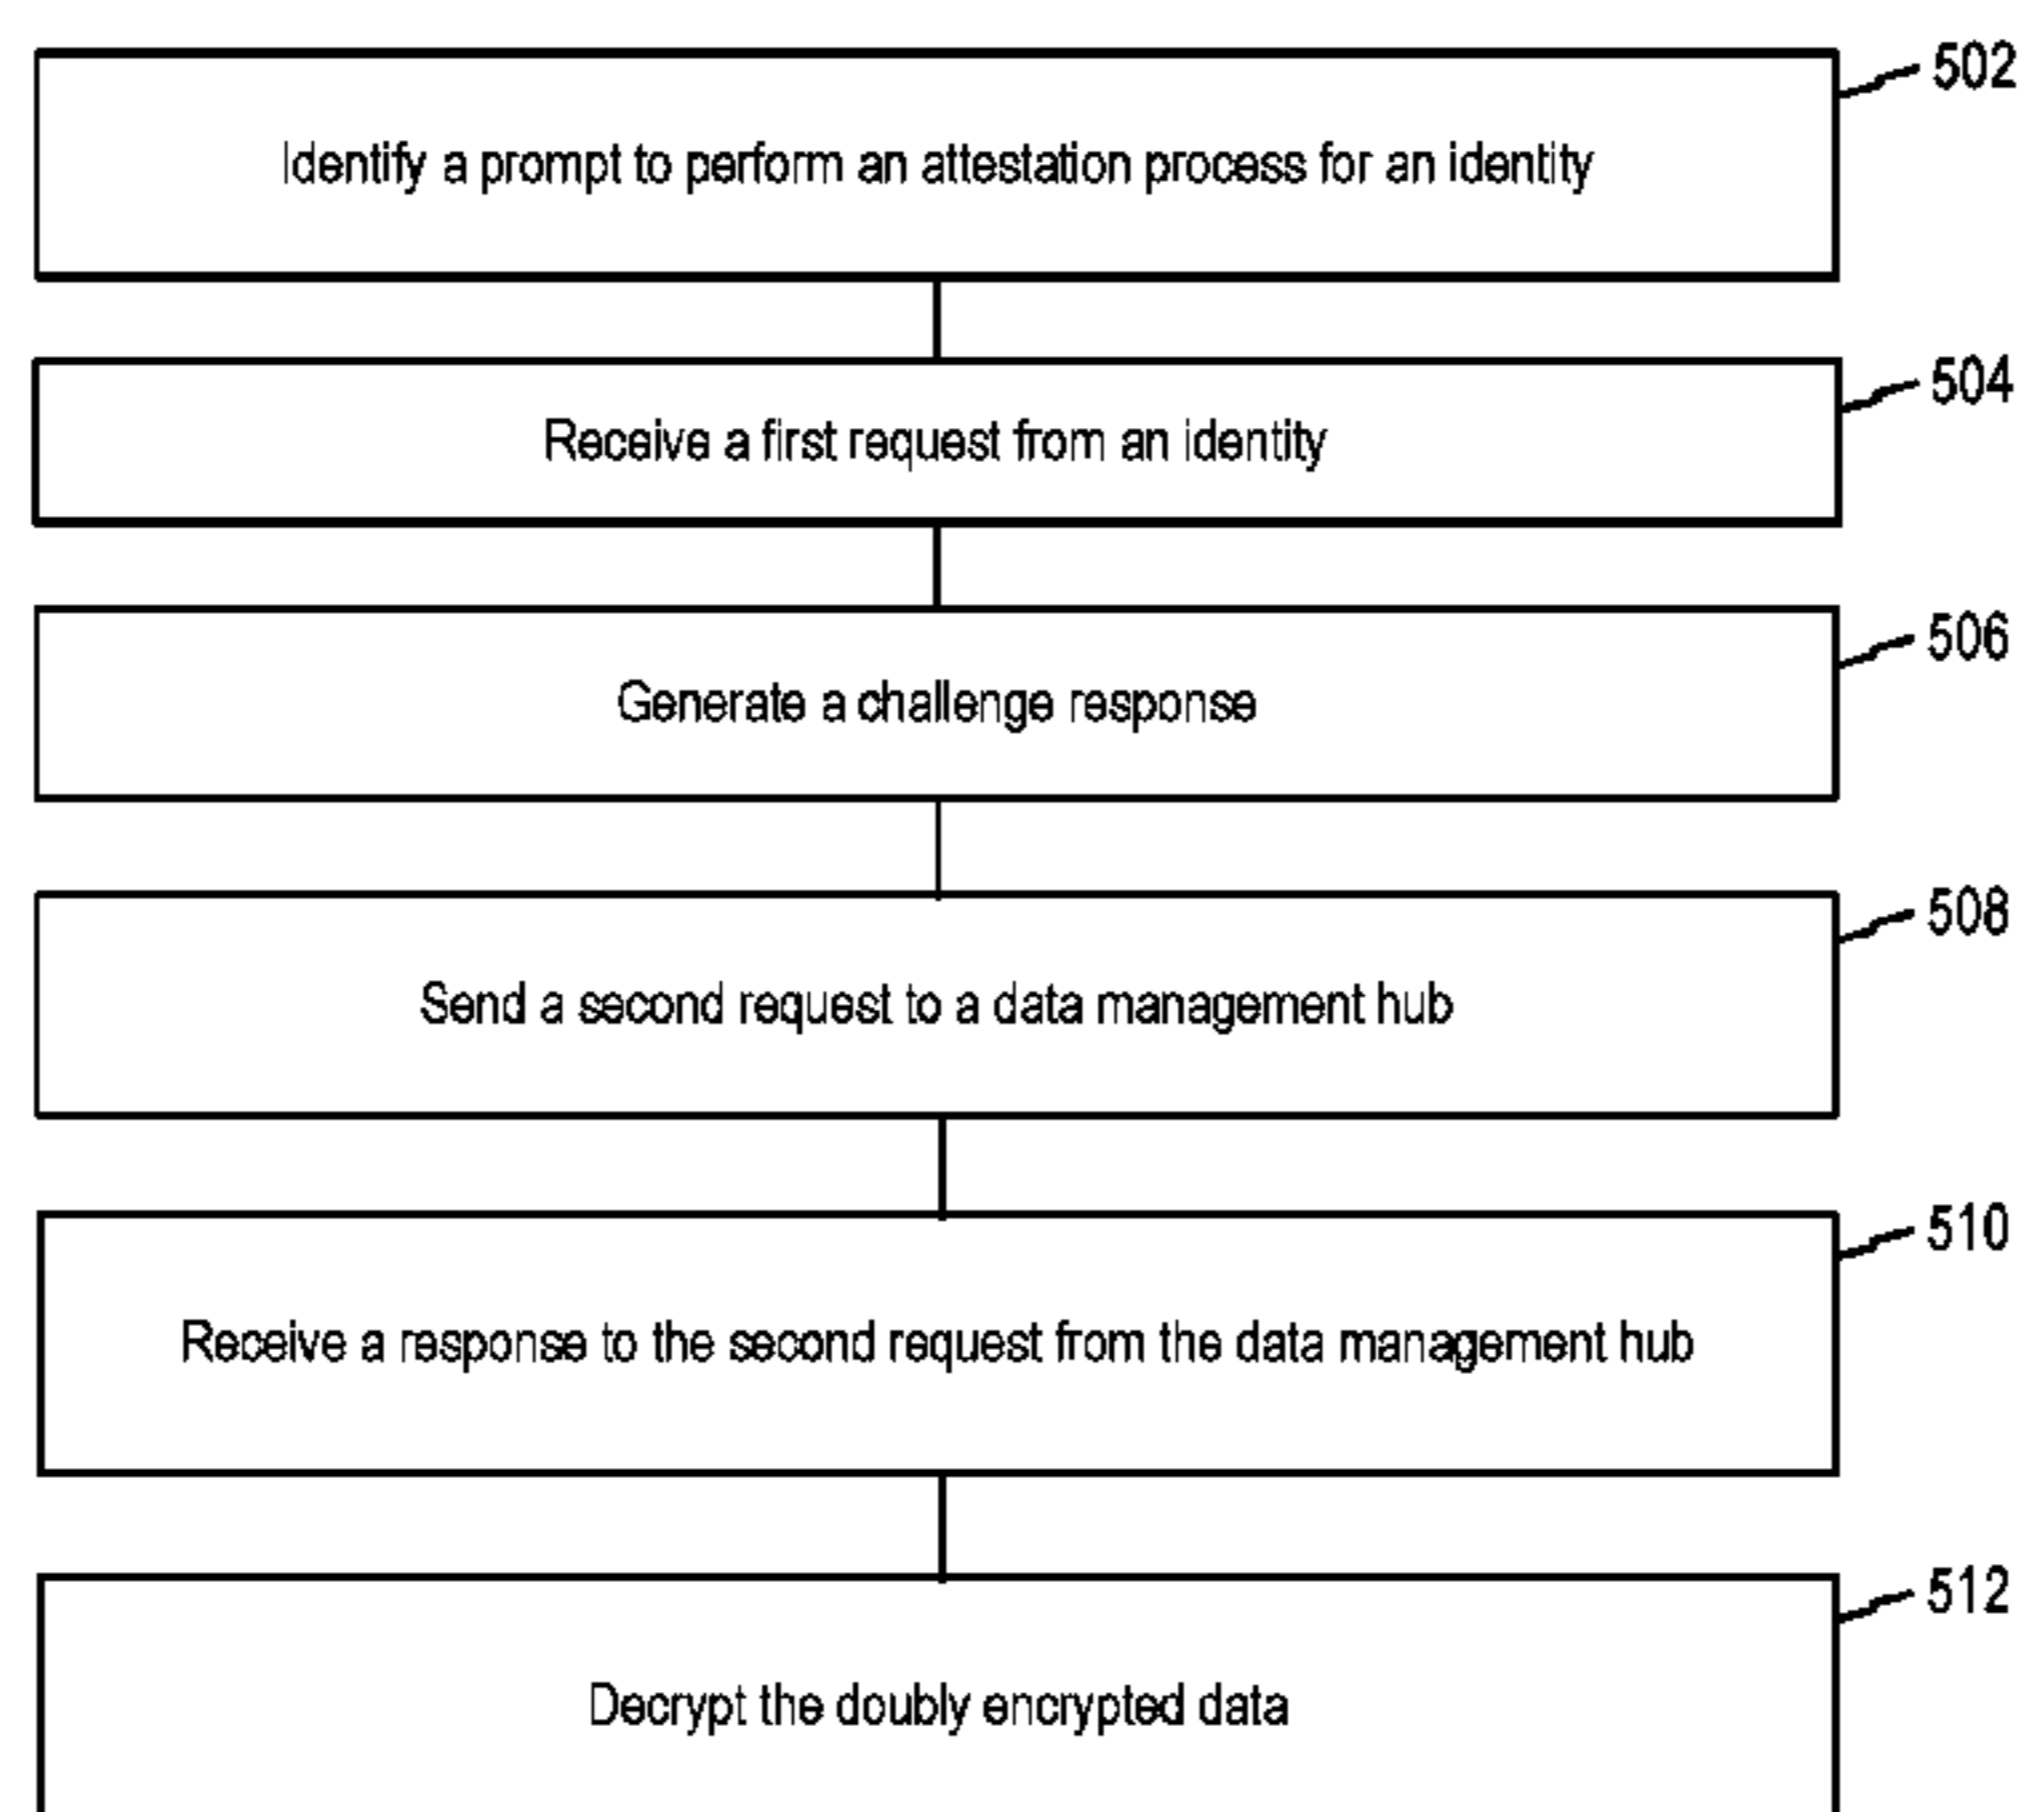 502
Identify a prompt to perform an attestation process for an identity
504
Receive a first request from an identity
506
Generate a challenge response
508
Send a second request to a data management hub
510
Receive a response to the second request from the data management hub
512
Decrypt the doubly encrypted data